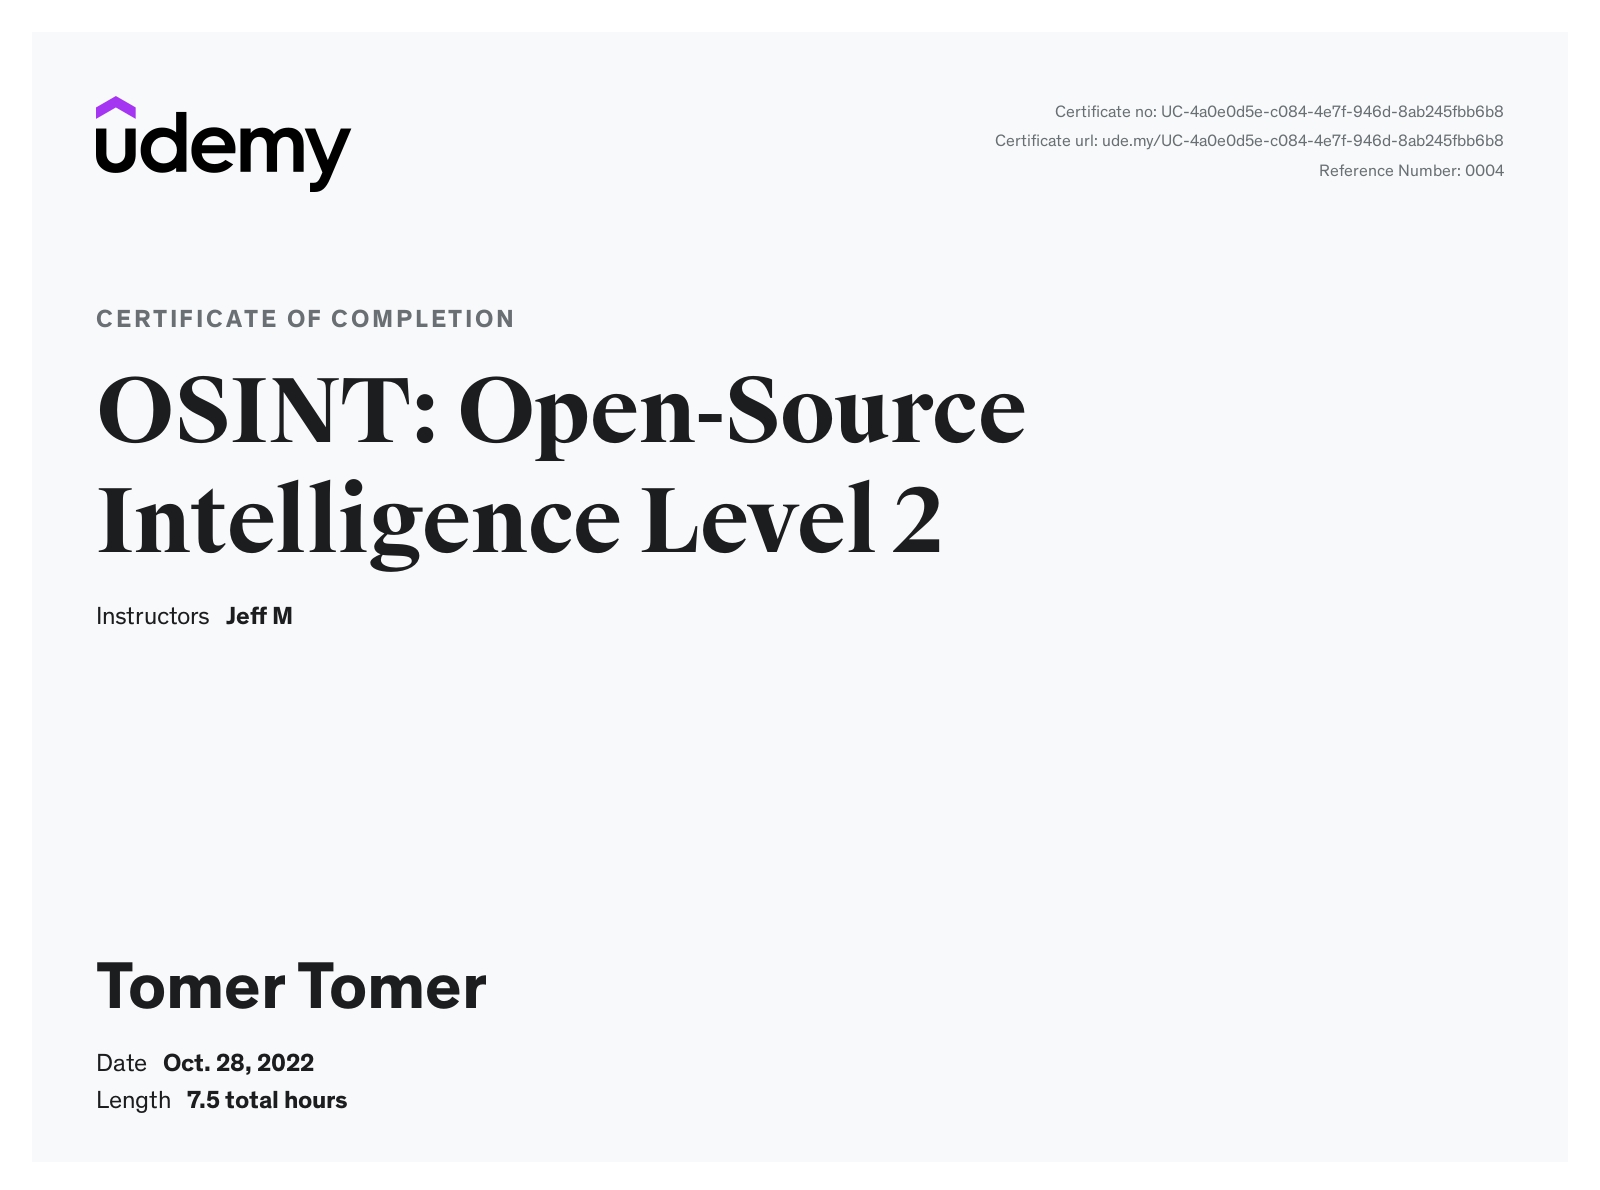 udemy
Certificate no: UC-4a0e0d5e-c084-4e7f-946d-8ab245fbb6b8
Certificate url: ude.my/UC-4a0e0d5e-c084-4e7f-946d-8ab245fbb6b8
Reference Number: 0004
CERTIFICATE OF COMPLETION
OSINT: Open-Source
Intelligence Level 2
Instructors Jeff M
Tomer Tomer
Date Oct. 28, 2022
Length 7.5 total hours